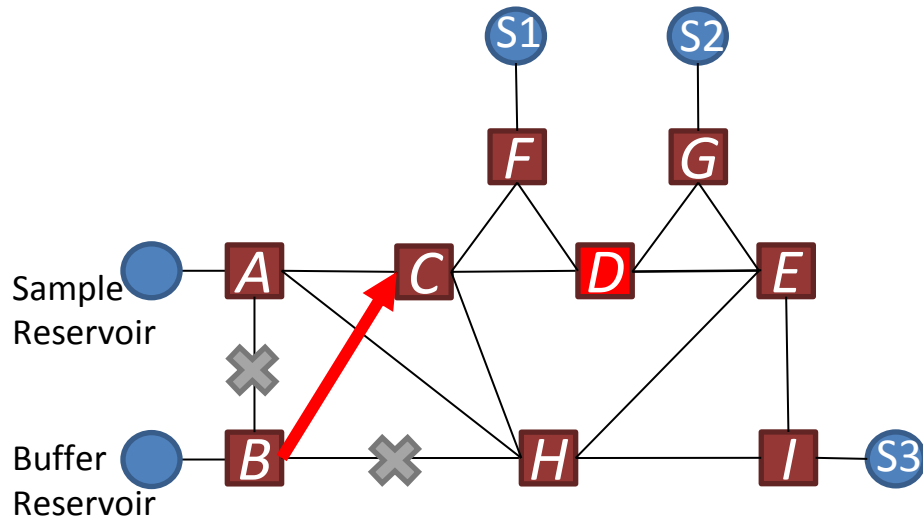 S1
S2
F
G
A
C
D
E
Sample
Reservoir
Buffer
Reservoir
B
H
I
S3